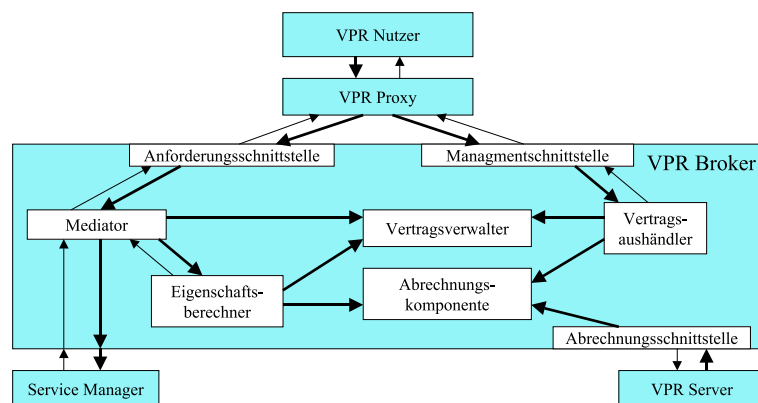 VPR Nutzer
VPR Proxy
Anforderungsschnittstelle
Managmentschnittstelle
VPR Broker
Mediator
Vertragsverwalter
Vertrags-
aushändler
Eigenschafts-
berechner
Abrechnungs-
komponente
Abrechnungsschnittstelle
Service Manager
VPR Server